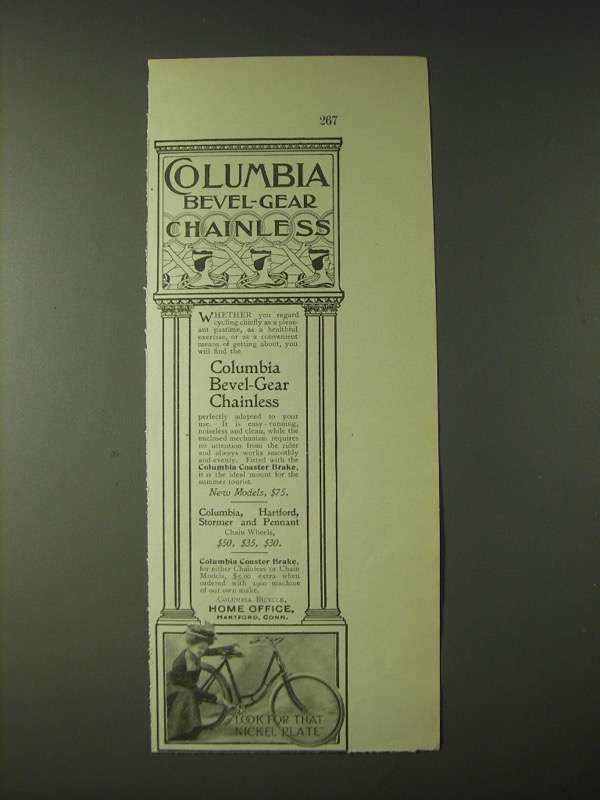 267
COLUMBIA
BEVEL-GEAR
CHAINLESS
WHETHER you regard
cycling chiefly as a pleas-
ant pastime, as a healthful
exercise, or as a convenient
means of getting about, you
will find the
Columbia
Bevel-Gear
Chainless
perfectly adapted to your
use. It is easy-running,
noiseless and clean, while the
enclosed mechanism requires
no attention from the rider
and always works smoothly
and evenly. Fitted with the
Columbia Coaster Brake,
it is the ideal mount for the
summer tourist.
New Models, $75.
Columbia, Hartford,
Stormer and Pennant
Chain Wheels,
$50, $35, $30.
Columbia Coaster Brake,
for either Chainless or Chain
Models, $5.00 extra when
ordered with 1900 machine
of our own make.
COLUMBIA BICYCLE,
HOME OFFICE,
HARTFORD, CONN.
"LOOK FOR THAT
NICKEL PLATE"